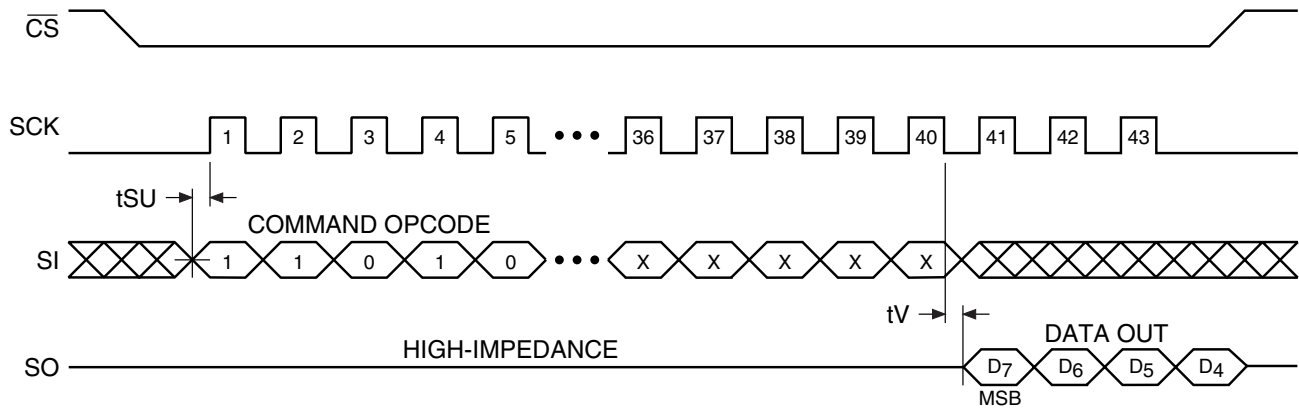 CS
SCK
1 2 3 4 5 ••• 36 37 38 39 40 41 42 43
tSU
COMMAND OPCODE
SI
1 1 0 1 0 ••• X X X X X
tV
HIGH-IMPEDANCE
DATA OUT
SO
D7 D6 D5 D4
MSB